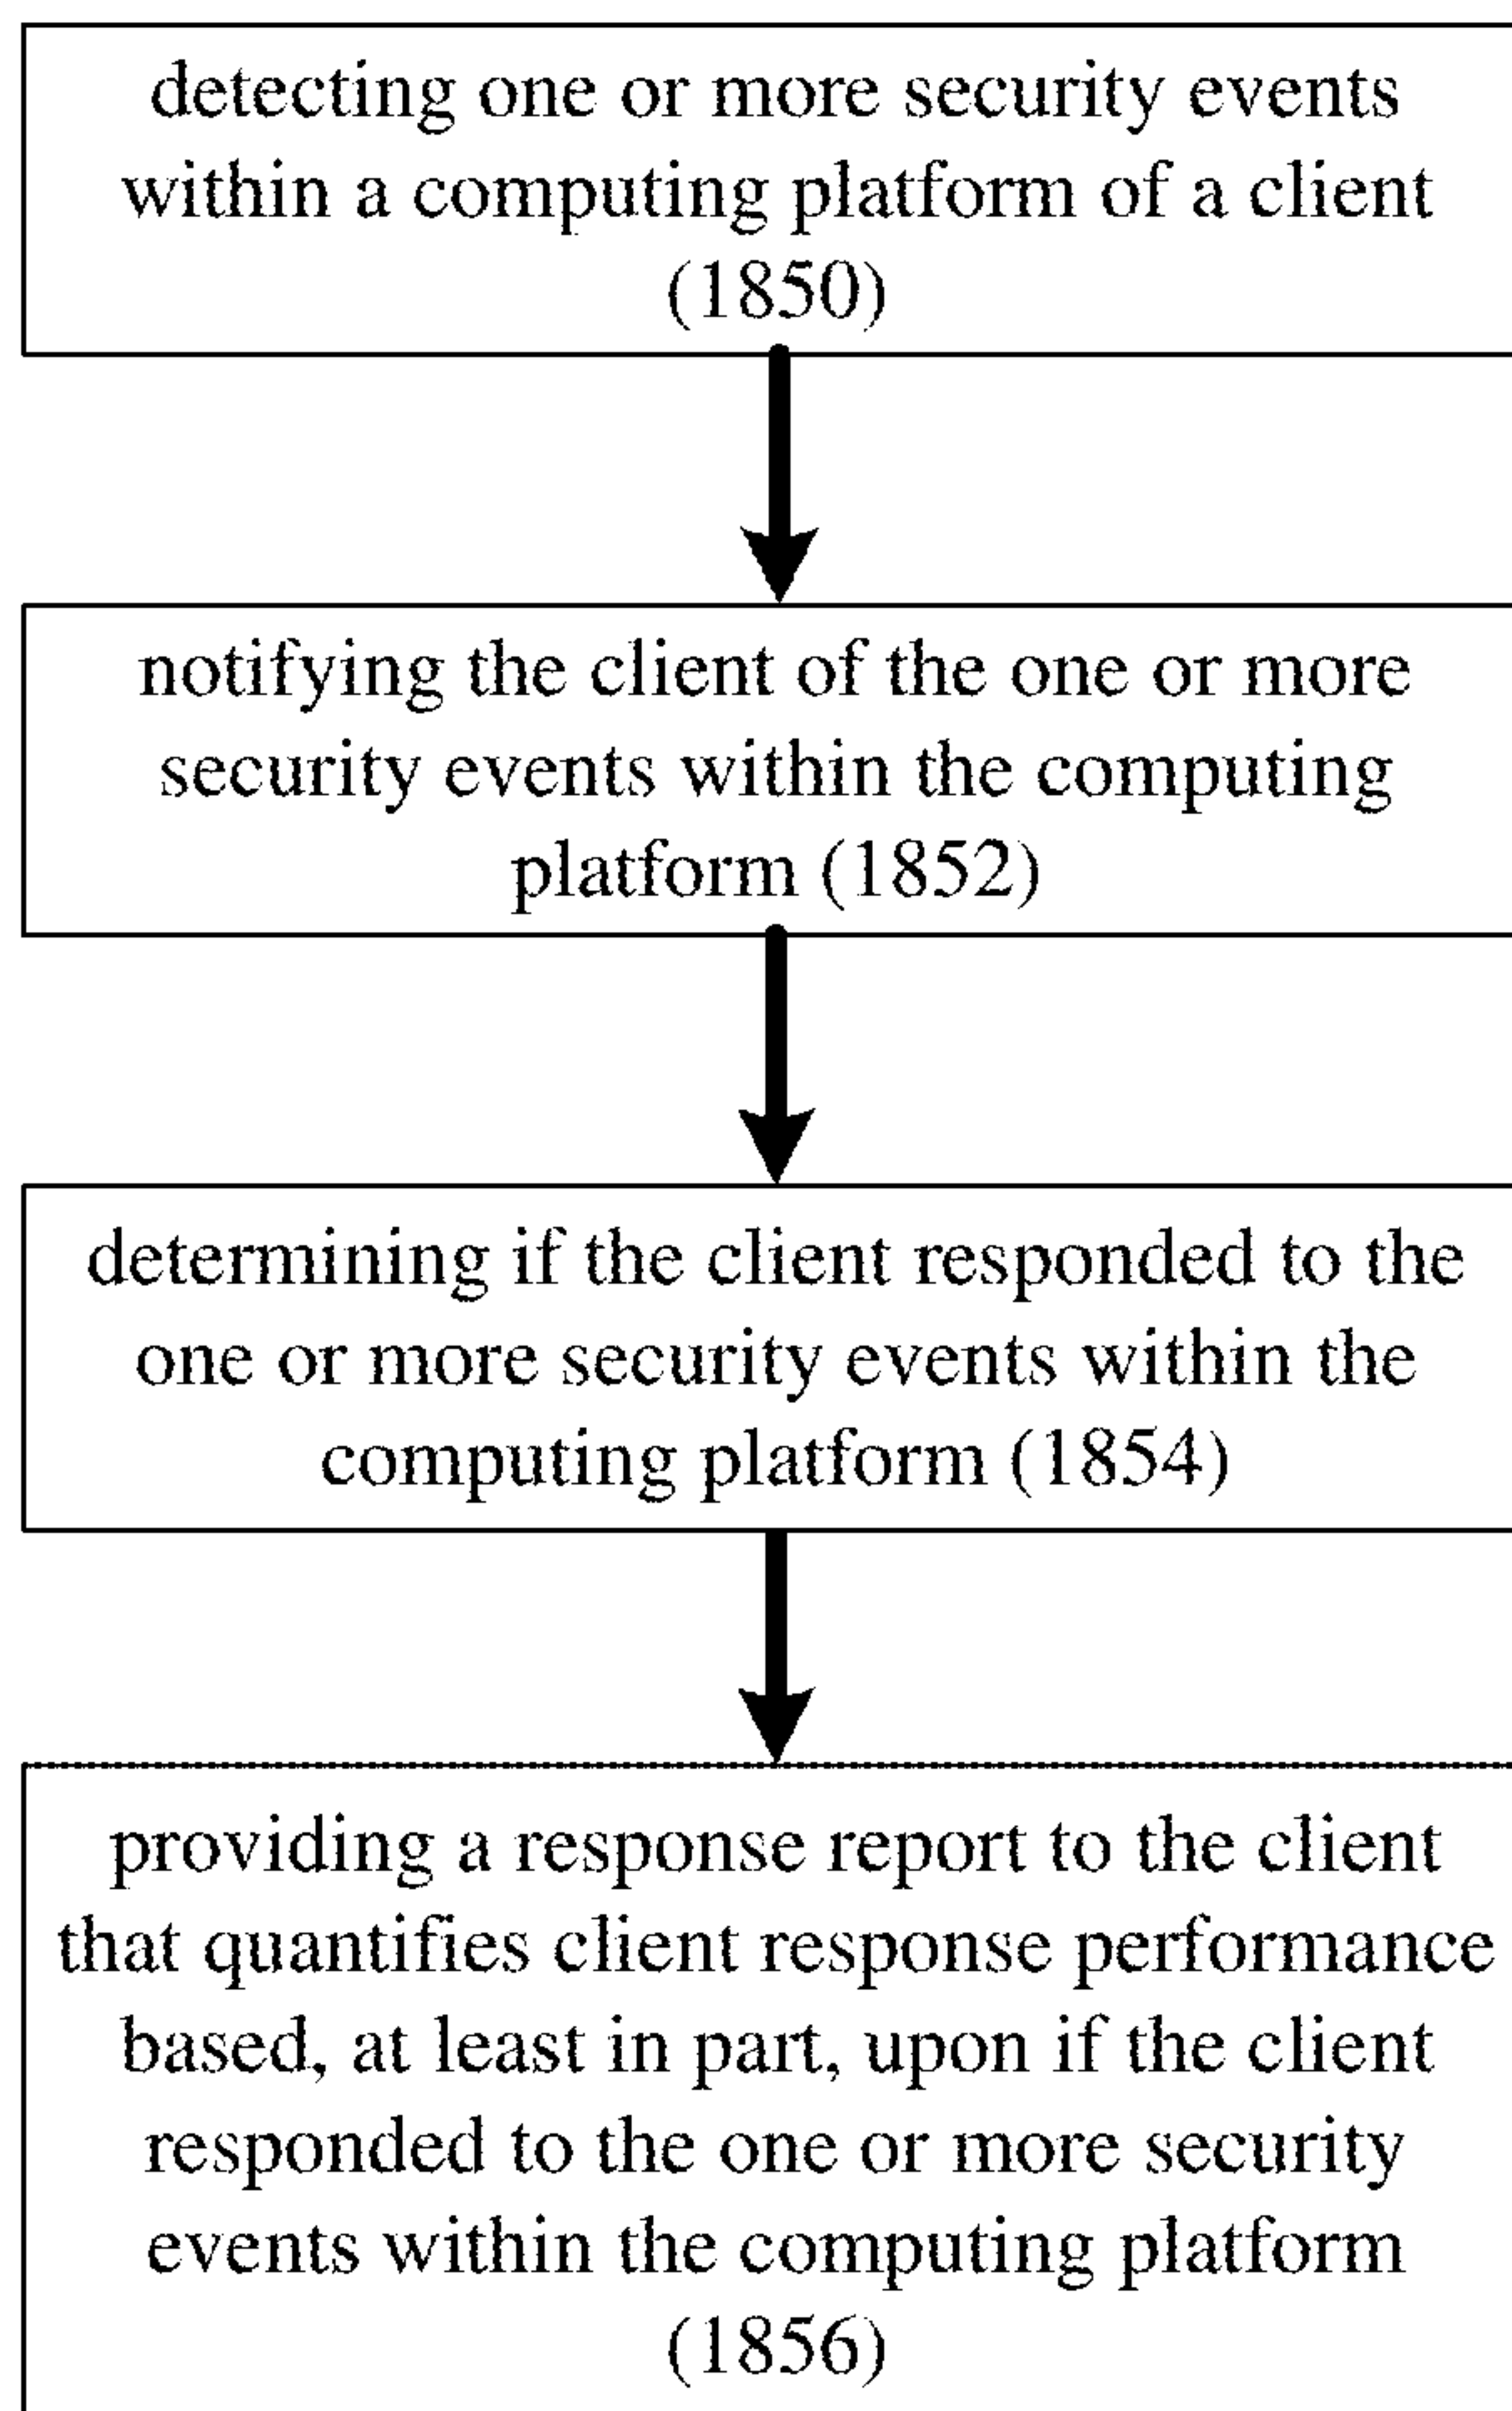 detecting one or more security events
within a computing platform of a client
(1850)
notifying the client of the one or more
security events within the computing
platform (1852)
determining if the client responded to the
one or more security events within the
computing platform (1854)
providing a response report to the client
that quantifies client response performance
based, at least in part, upon if the client
responded to the one or more security
events within the computing platform
(1856)